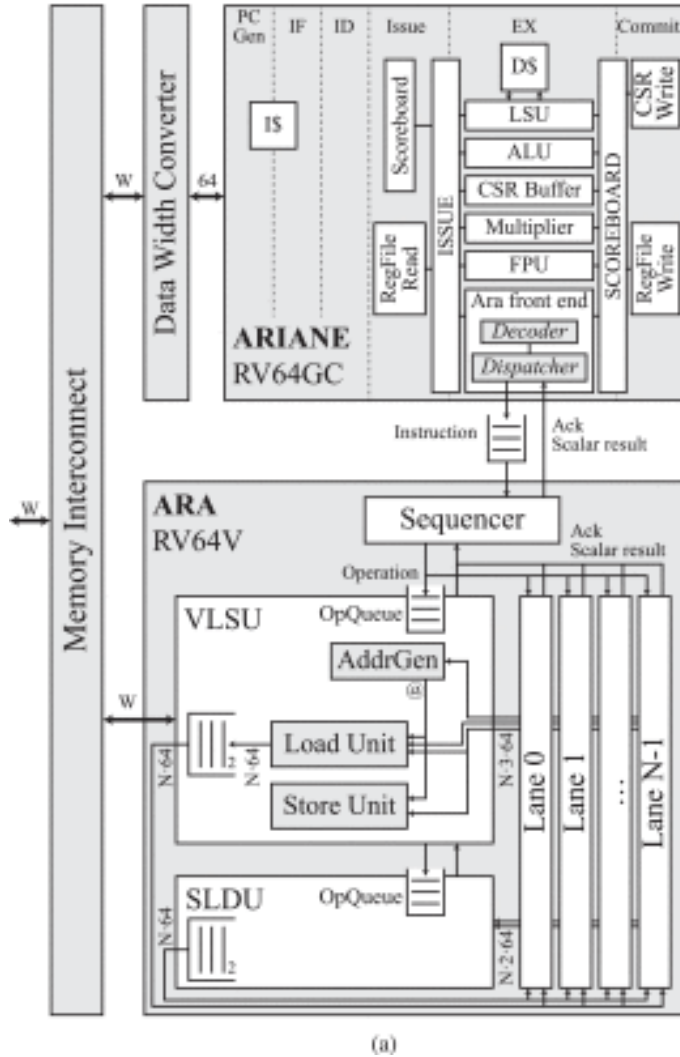 PC
Gen
IF
ID
Issue
EX
Commit
I$
D$
Scoreboard
RegFile
Read
ISSUE
LSU
ALU
CSR Buffer
Multiplier
FPU
Ara front end
Decoder
Dispatcher
SCOREBOARD
CSR
Write
RegFile
Write
ARIANE
RV64GC
W
Data Width Converter
64
Memory Interconnect
W
Instruction
Ack
Scalar result
ARA
RV64V
Sequencer
Ack
Scalar result
Operation
VLSU
OpQueue
AddrGen
@
W
N·64
2
N·64
Load Unit
Store Unit
N·3·64
Lane 0
Lane 1
...
Lane N-1
SLDU
OpQueue
N·64
2
N·2·64
(a)